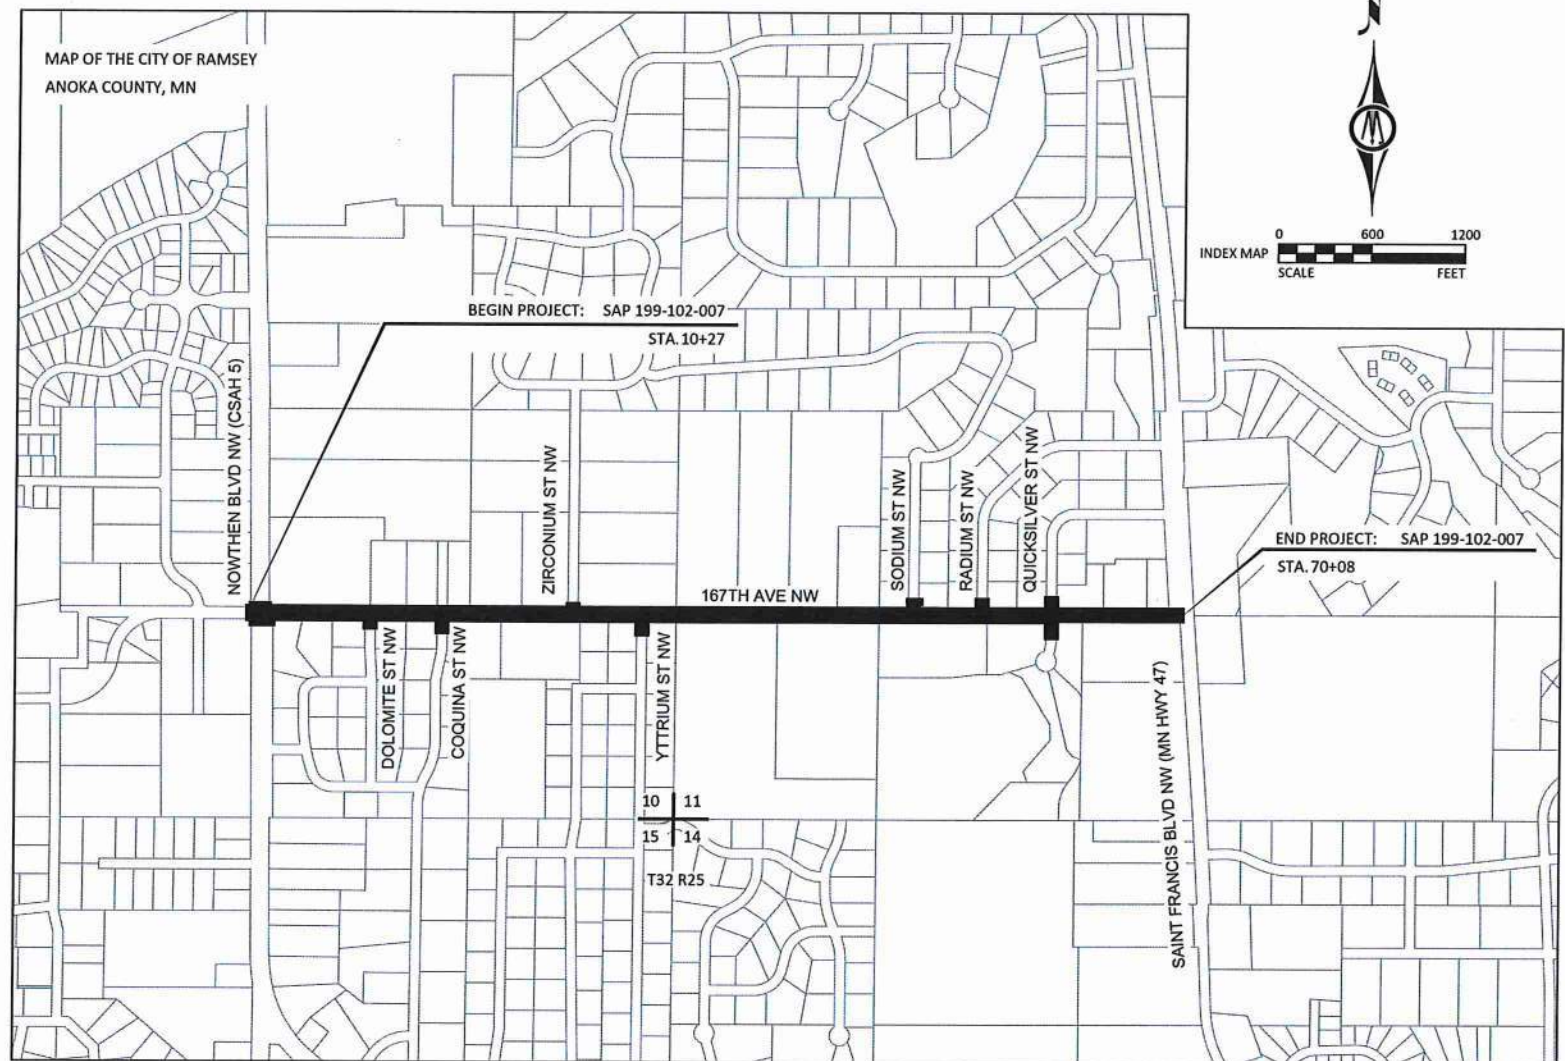 MAP OF THE CITY OF RAMSEY
ANOKA COUNTY, MN
N
0 600 1200
INDEX MAP
SCALE FEET
BEGIN PROJECT: SAP 199-102-007
STA. 10+27
NOWTHEN BLVD NW (CSAH 5)
ZIRCONIUM ST NW
SODIUM ST NW
RADIUM ST NW
QUICKSILVER ST NW
END PROJECT: SAP 199-102-007
STA. 70+08
167TH AVE NW
DOLOMITE ST NW
COQUINA ST NW
YTTRIUM ST NW
SAINT FRANCIS BLVD NW (MN HWY 47)
10 11
15 14
T32 R25